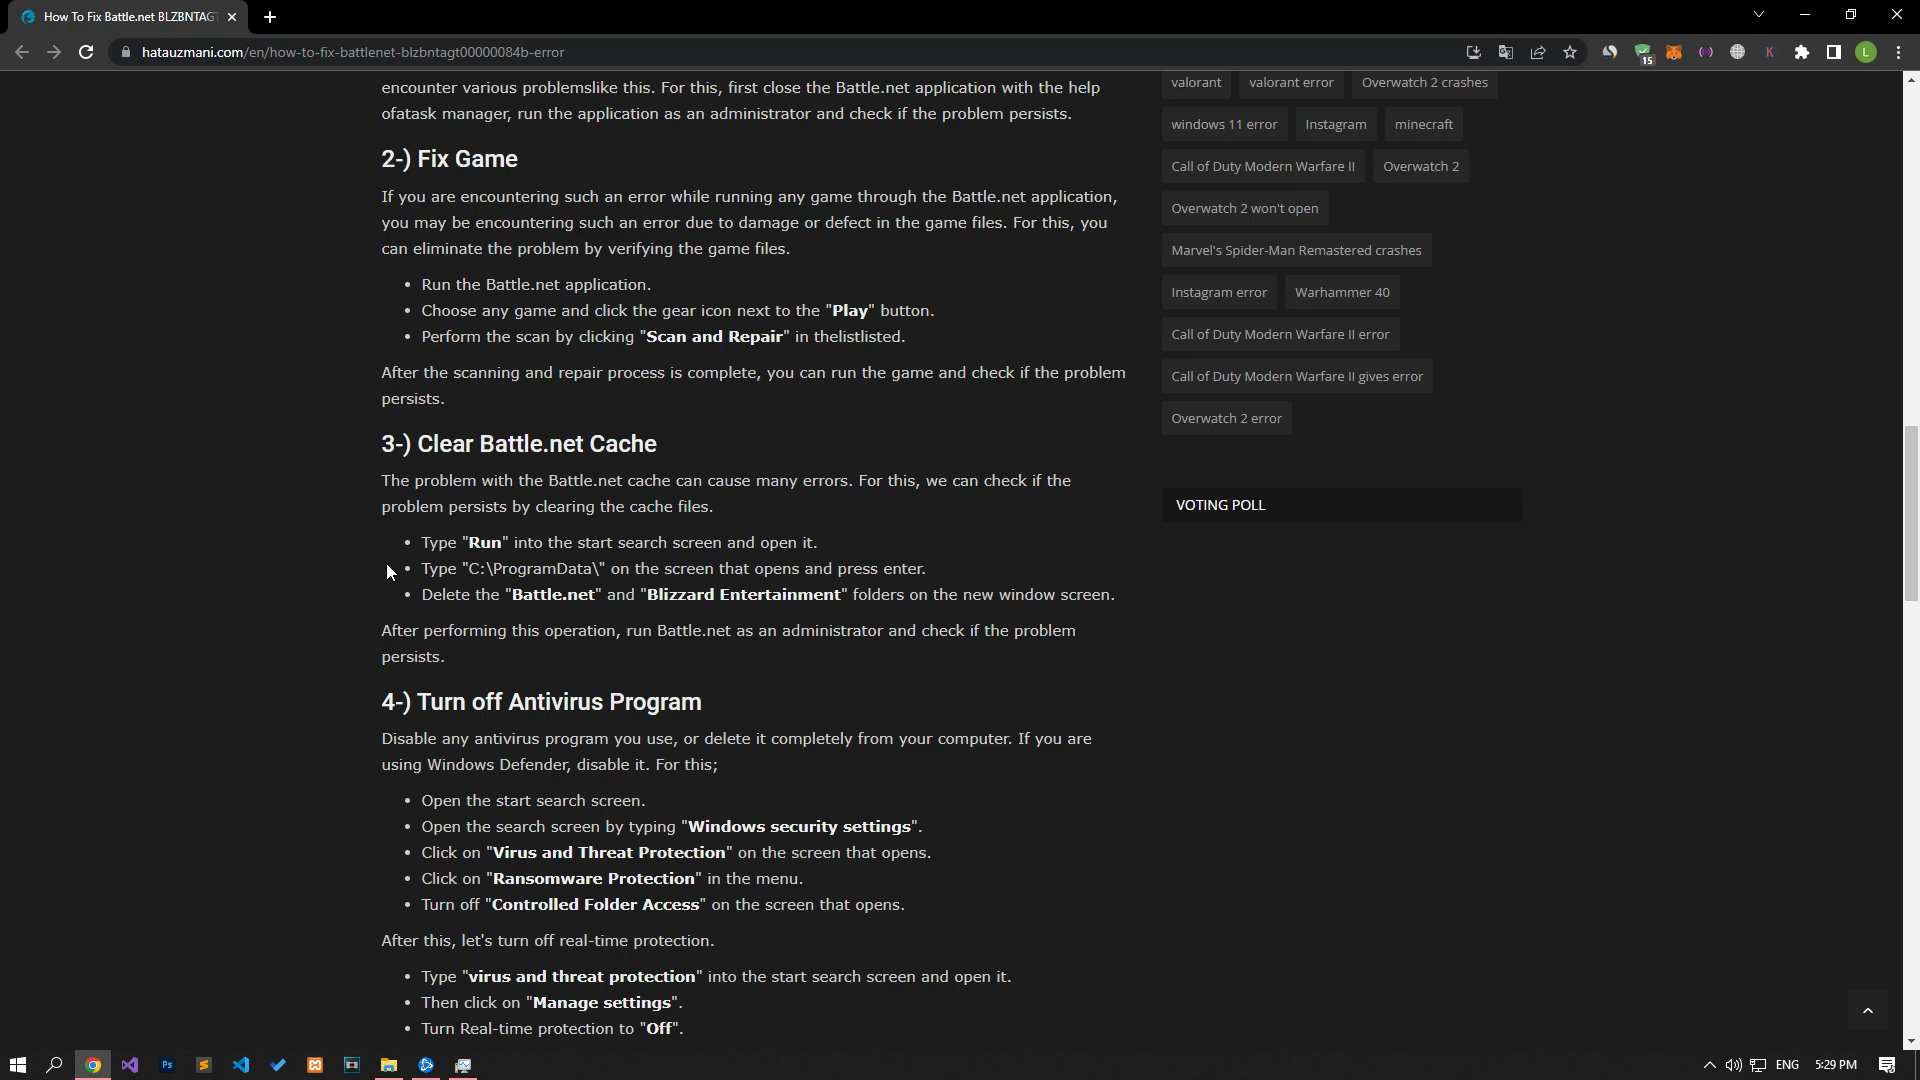 How To Fix Battle.net BLZBNTAGT
hatauzmani.com/en/how-to-fix-battlenet-blzbntagt00000084b-error
15
K
L
encounter various problemslike this. For this, first close the Battle.net application with the help
ofatask manager, run the application as an administrator and check if the problem persists.
2-) Fix Game
If you are encountering such an error while running any game through the Battle.net application,
you may be encountering such an error due to damage or defect in the game files. For this, you
can eliminate the problem by verifying the game files.
• Run the Battle.net application.
• Choose any game and click the gear icon next to the "Play" button.
• Perform the scan by clicking "Scan and Repair" in thelistlisted.
After the scanning and repair process is complete, you can run the game and check if the problem
persists.
3-) Clear Battle.net Cache
The problem with the Battle.net cache can cause many errors. For this, we can check if the
problem persists by clearing the cache files.
• Type "Run" into the start search screen and open it.
• Type "C:\ProgramData\" on the screen that opens and press enter.
• Delete the "Battle.net" and "Blizzard Entertainment" folders on the new window screen.
After performing this operation, run Battle.net as an administrator and check if the problem
persists.
4-) Turn off Antivirus Program
Disable any antivirus program you use, or delete it completely from your computer. If you are
using Windows Defender, disable it. For this;
• Open the start search screen.
• Open the search screen by typing "Windows security settings".
• Click on "Virus and Threat Protection" on the screen that opens.
• Click on "Ransomware Protection" in the menu.
• Turn off "Controlled Folder Access" on the screen that opens.
After this, let's turn off real-time protection.
• Type "virus and threat protection" into the start search screen and open it.
• Then click on "Manage settings".
• Turn Real-time protection to "Off".
valorant valorant error Overwatch 2 crashes
windows 11 error Instagram minecraft
Call of Duty Modern Warfare II Overwatch 2
Overwatch 2 won't open
Marvel's Spider-Man Remastered crashes
Instagram error Warhammer 40
Call of Duty Modern Warfare II error
Call of Duty Modern Warfare II gives error
Overwatch 2 error
VOTING POLL
Ps
ENG 5:29 PM